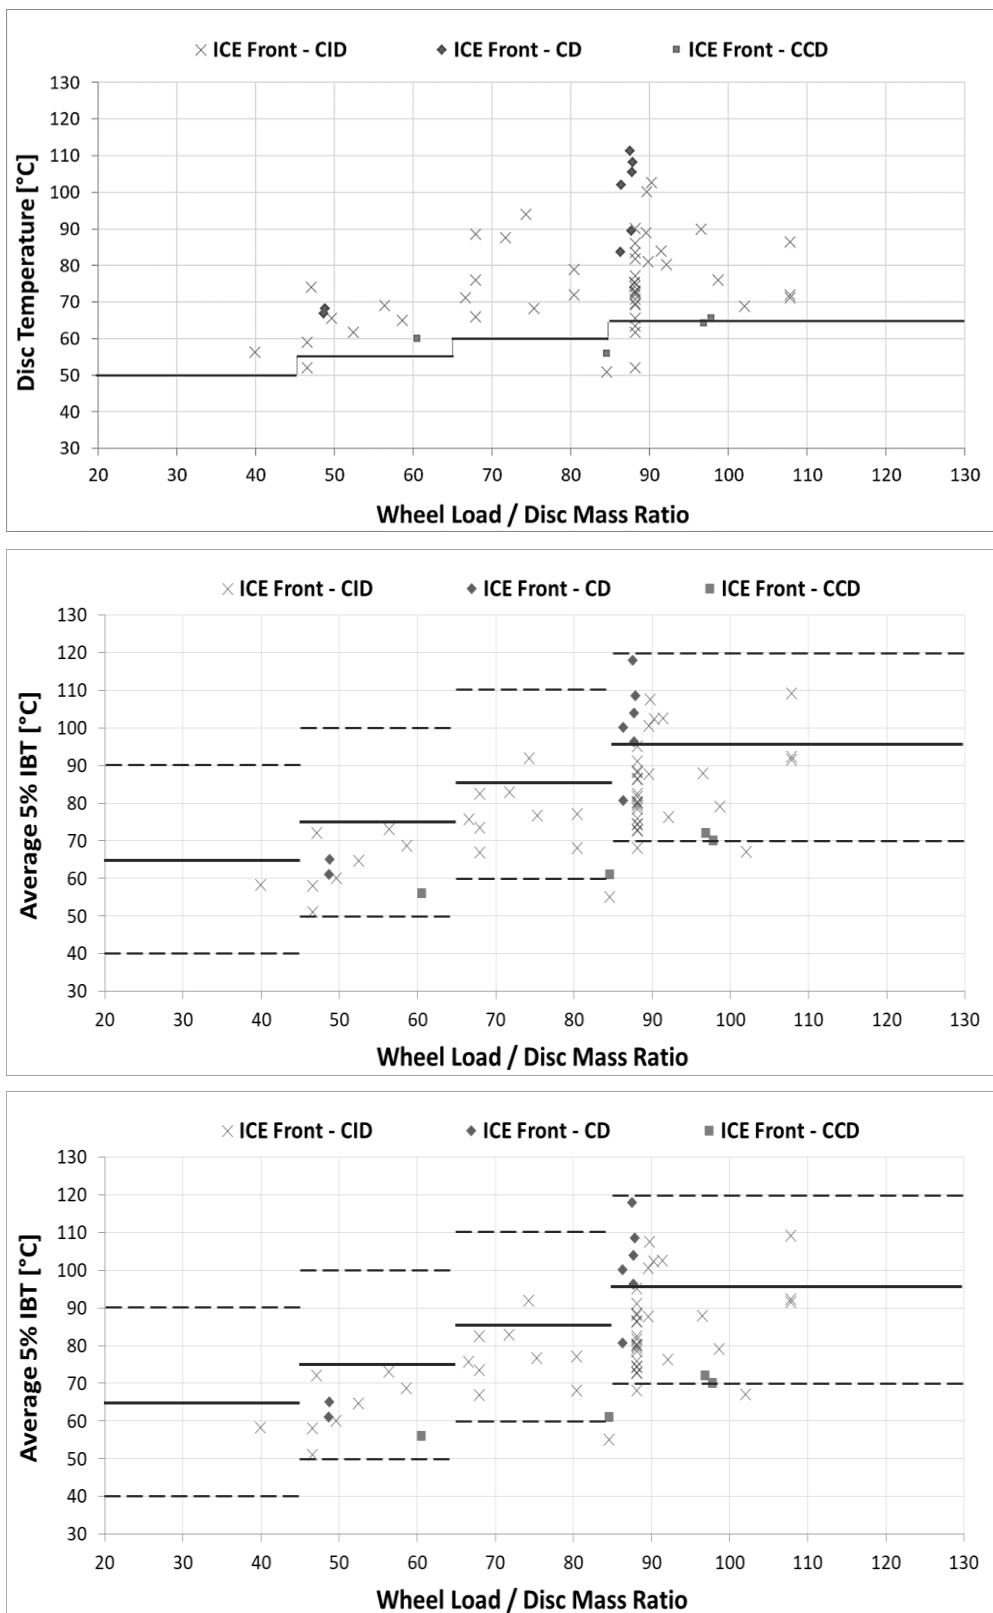 ICE Front - CID ICE Front - CD ICE Front - CCD
130
120
110
100
90
80
70
60
50
40
30
Disc Temperature [°C]
20 30 40 50 60 70 80 90 100 110 120 130
Wheel Load / Disc Mass Ratio
ICE Front - CID ICE Front - CD ICE Front - CCD
130
120
110
100
90
80
70
60
50
40
30
Average 5% IBT [°C]
20 30 40 50 60 70 80 90 100 110 120 130
Wheel Load / Disc Mass Ratio
ICE Front - CID ICE Front - CD ICE Front - CCD
130
120
110
100
90
80
70
60
50
40
30
Average 5% IBT [°C]
20 30 40 50 60 70 80 90 100 110 120 130
Wheel Load / Disc Mass Ratio